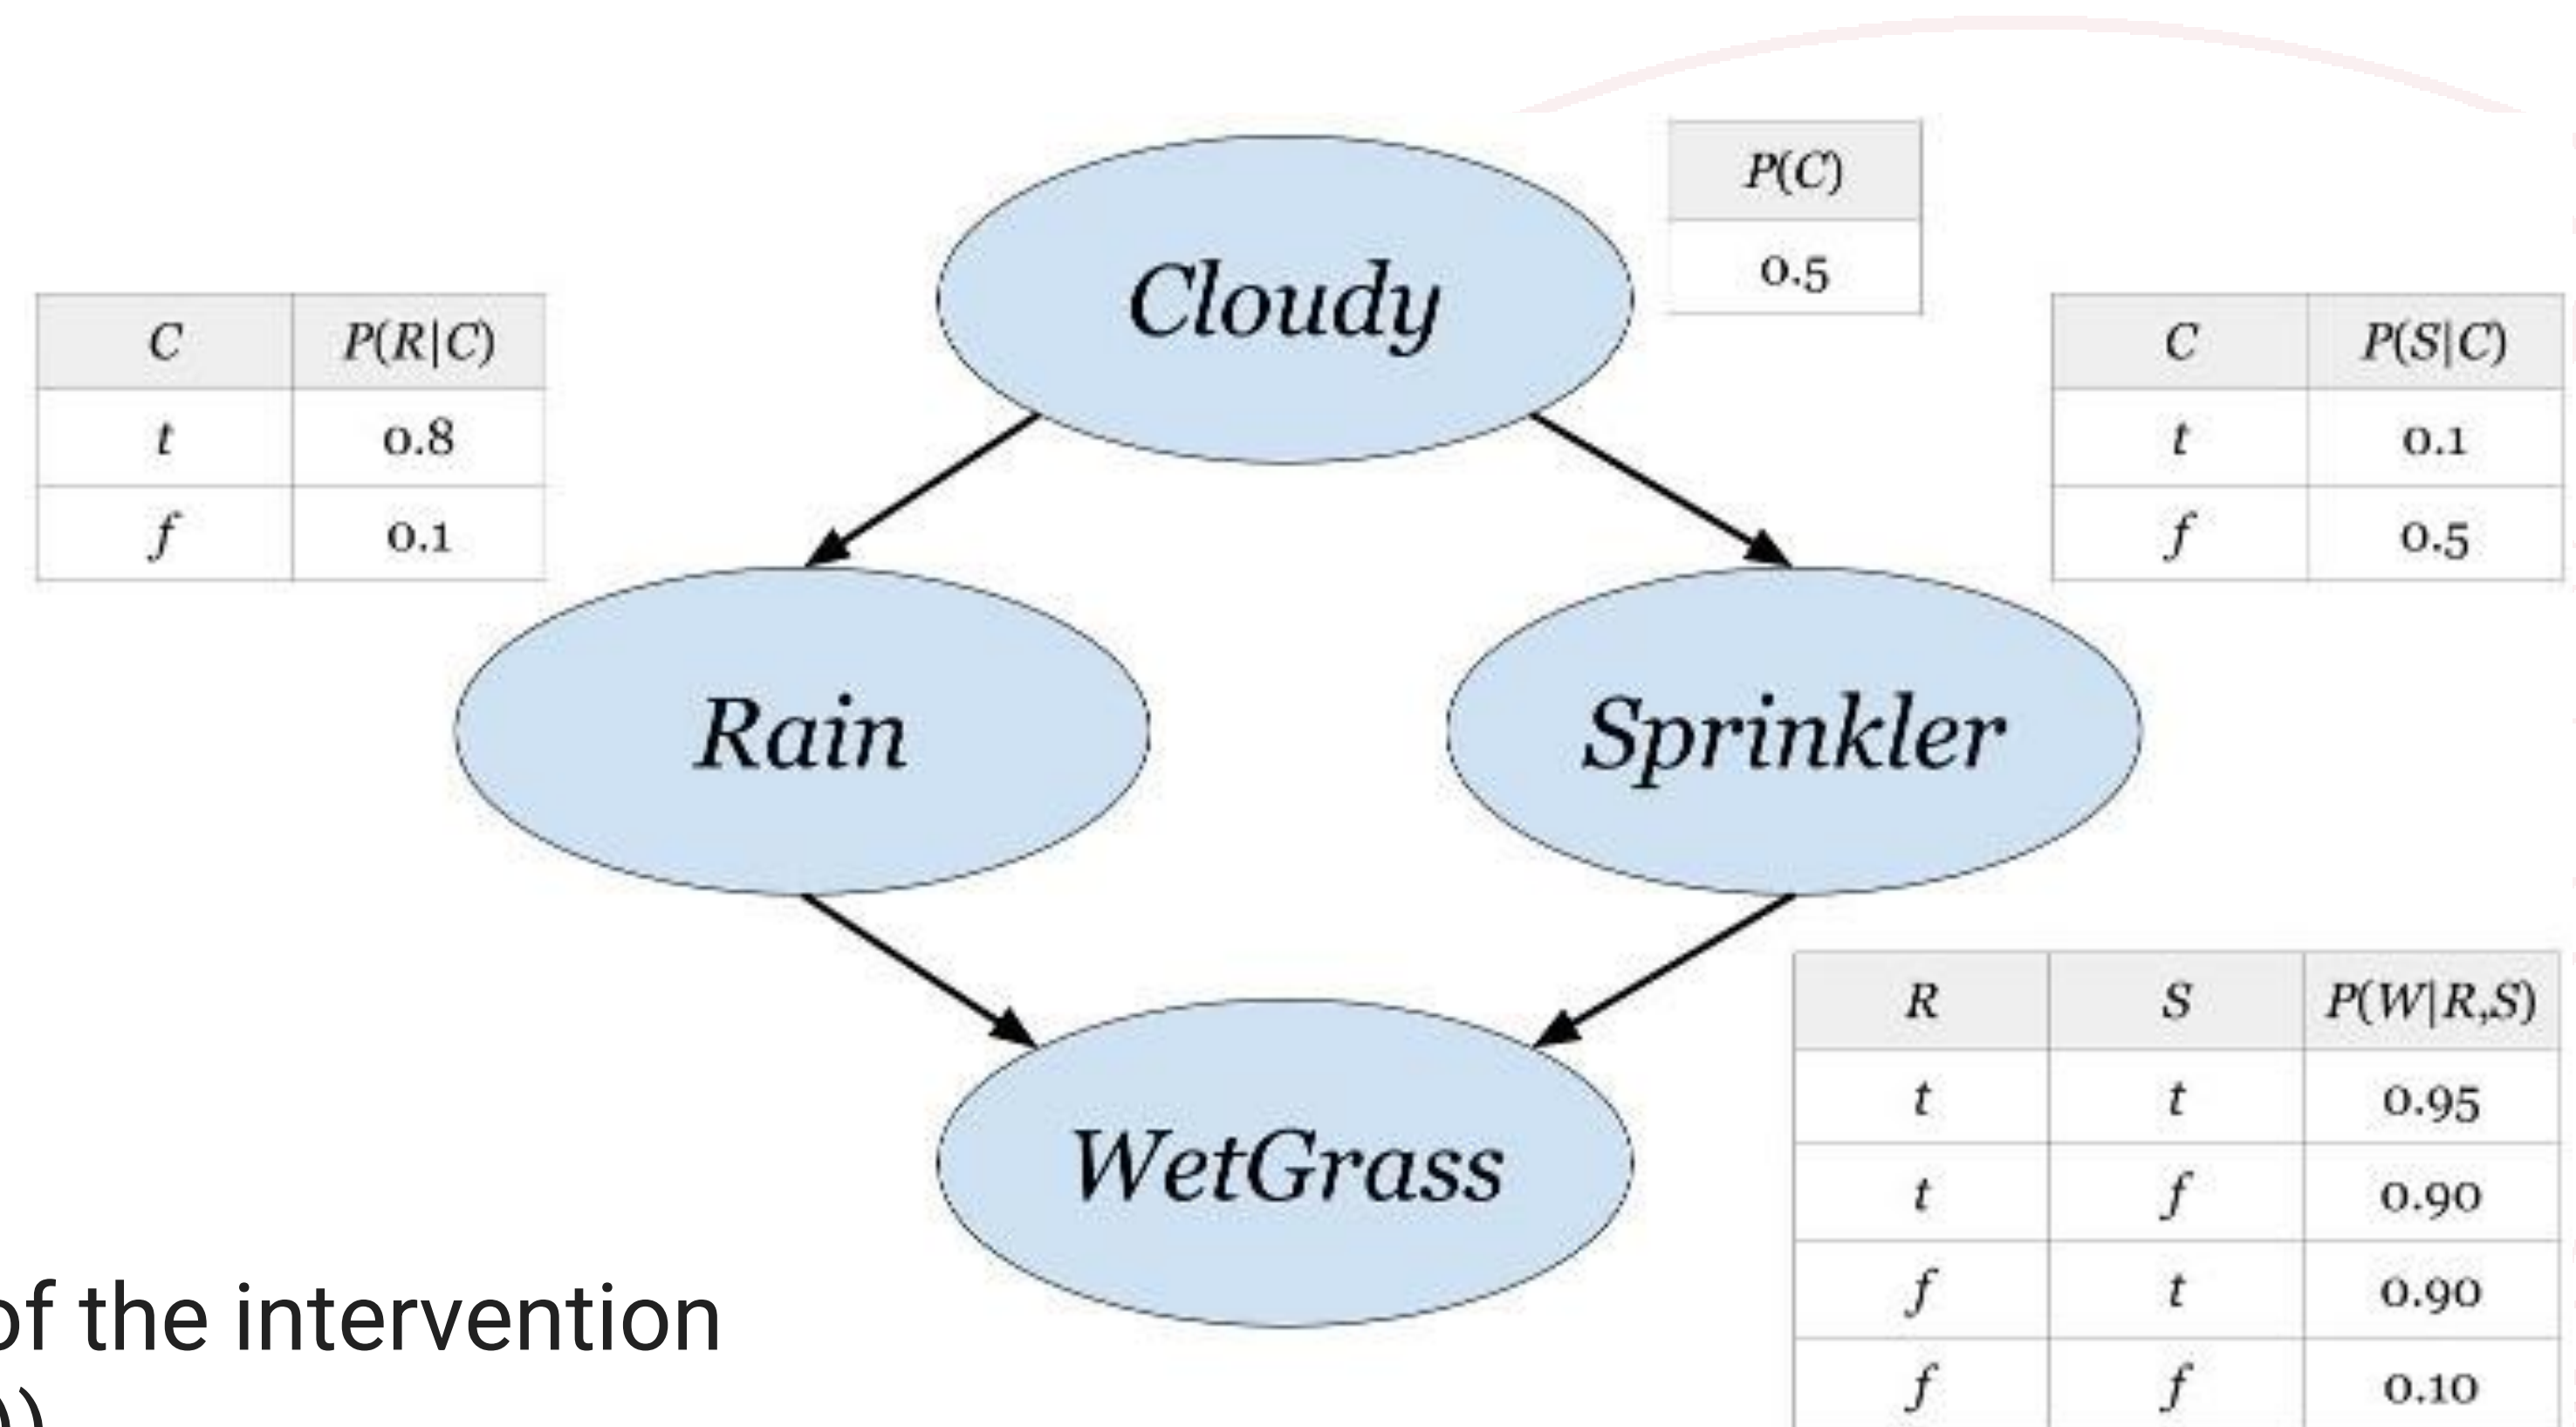 P(C)
0.5
Cloudy
C P(R|C)
t 0.8
f 0.1
C P(S|C)
t 0.1
f 0.5
Rain
Sprinkler
WetGrass
R S P(W|R,S)
t t 0.95
t f 0.90
f t 0.90
f f 0.10
of the intervention
))